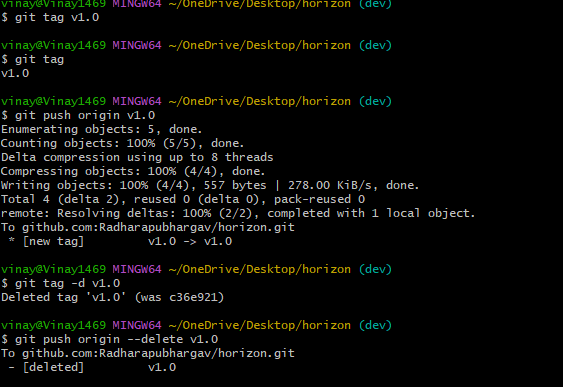 vinay@Vinay1469 MINGW64 ~/OneDrive/Desktop/horizon (dev)
$ git tag v1.0
vinay@Vinay1469 MINGW64 ~/OneDrive/Desktop/horizon (dev)
$ git tag
v1.0
vinay@Vinay1469 MINGW64 ~/OneDrive/Desktop/horizon (dev)
$ git push origin v1.0
Enumerating objects: 5, done.
Counting objects: 100% (5/5), done.
Delta compression using up to 8 threads
Compressing objects: 100% (4/4), done.
Writing objects: 100% (4/4), 557 bytes | 278.00 KiB/s, done.
Total 4 (delta 2), reused 0 (delta 0), pack-reused 0
remote: Resolving deltas: 100% (2/2), completed with 1 local object.
To github.com:Radharapubhargav/horizon.git
 * [new tag]         v1.0 -> v1.0
vinay@Vinay1469 MINGW64 ~/OneDrive/Desktop/horizon (dev)
$ git tag -d v1.0
Deleted tag 'v1.0' (was c36e921)
vinay@Vinay1469 MINGW64 ~/OneDrive/Desktop/horizon (dev)
$ git push origin --delete v1.0
To github.com:Radharapubhargav/horizon.git
 - [deleted]         v1.0